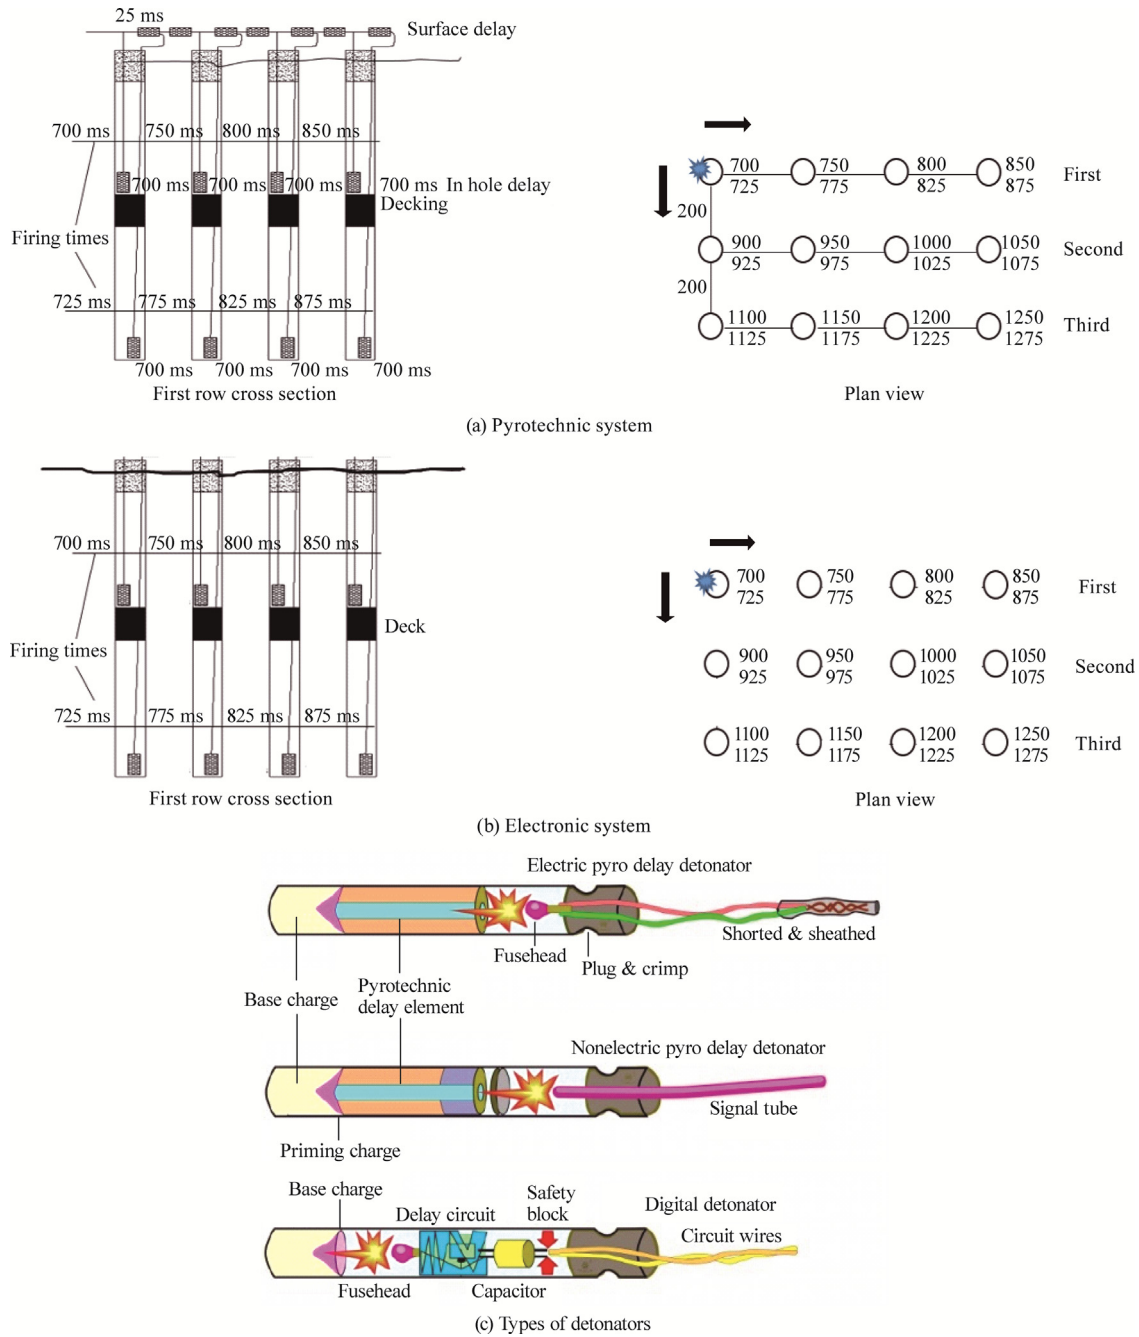 25 ms
Surface delay
700 ms 750 ms 800 ms 850 ms
700 ms 700 ms 700 ms 700 ms In hole delay
Decking
Firing times
725 ms 775 ms 825 ms 875 ms
700 ms 700 ms 700 ms 700 ms
First row cross section
700 750 800 850
725 775 825 875
First
200
900 950 1000 1050
925 975 1025 1075
Second
200
1100 1150 1200 1250
1125 1175 1225 1275
Third
Plan view
(a) Pyrotechnic system
700 ms 750 ms 800 ms 850 ms
Deck
Firing times
725 ms 775 ms 825 ms 875 ms
First row cross section
700 750 800 850
725 775 825 875
First
900 950 1000 1050
925 975 1025 1075
Second
1100 1150 1200 1250
1125 1175 1225 1275
Third
Plan view
(b) Electronic system
Electric pyro delay detonator
Shorted & sheathed
Fusehead
Plug & crimp
Base charge
Pyrotechnic
delay element
Nonelectric pyro delay detonator
Signal tube
Priming charge
Base charge
Delay circuit
Safety
block
Digital detonator
Circuit wires
Fusehead
Capacitor
(c) Types of detonators